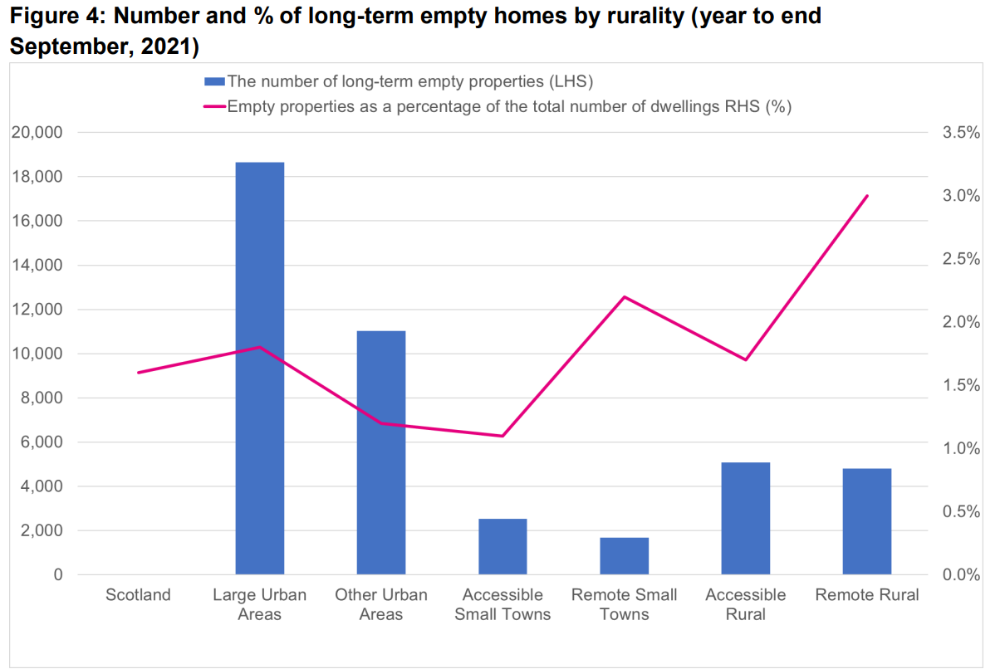 Figure 4: Number and % of long-term empty homes by rurality (year to end
September, 2021)
The number of long-term empty properties (LHS)
Empty properties as a percentage of the total number of dwellings RHS (%)
20,000
18,000
16,000
14,000
12,000
10,000
8,000
6,000
4,000
2,000
0
3.5%
3.0%
2.5%
2.0%
1.5%
1.0%
0.5%
0.0%
Scotland
Large Urban
Areas
Other Urban
Areas
Accessible
Small Towns
Remote Small
Towns
Accessible
Rural
Remote Rural